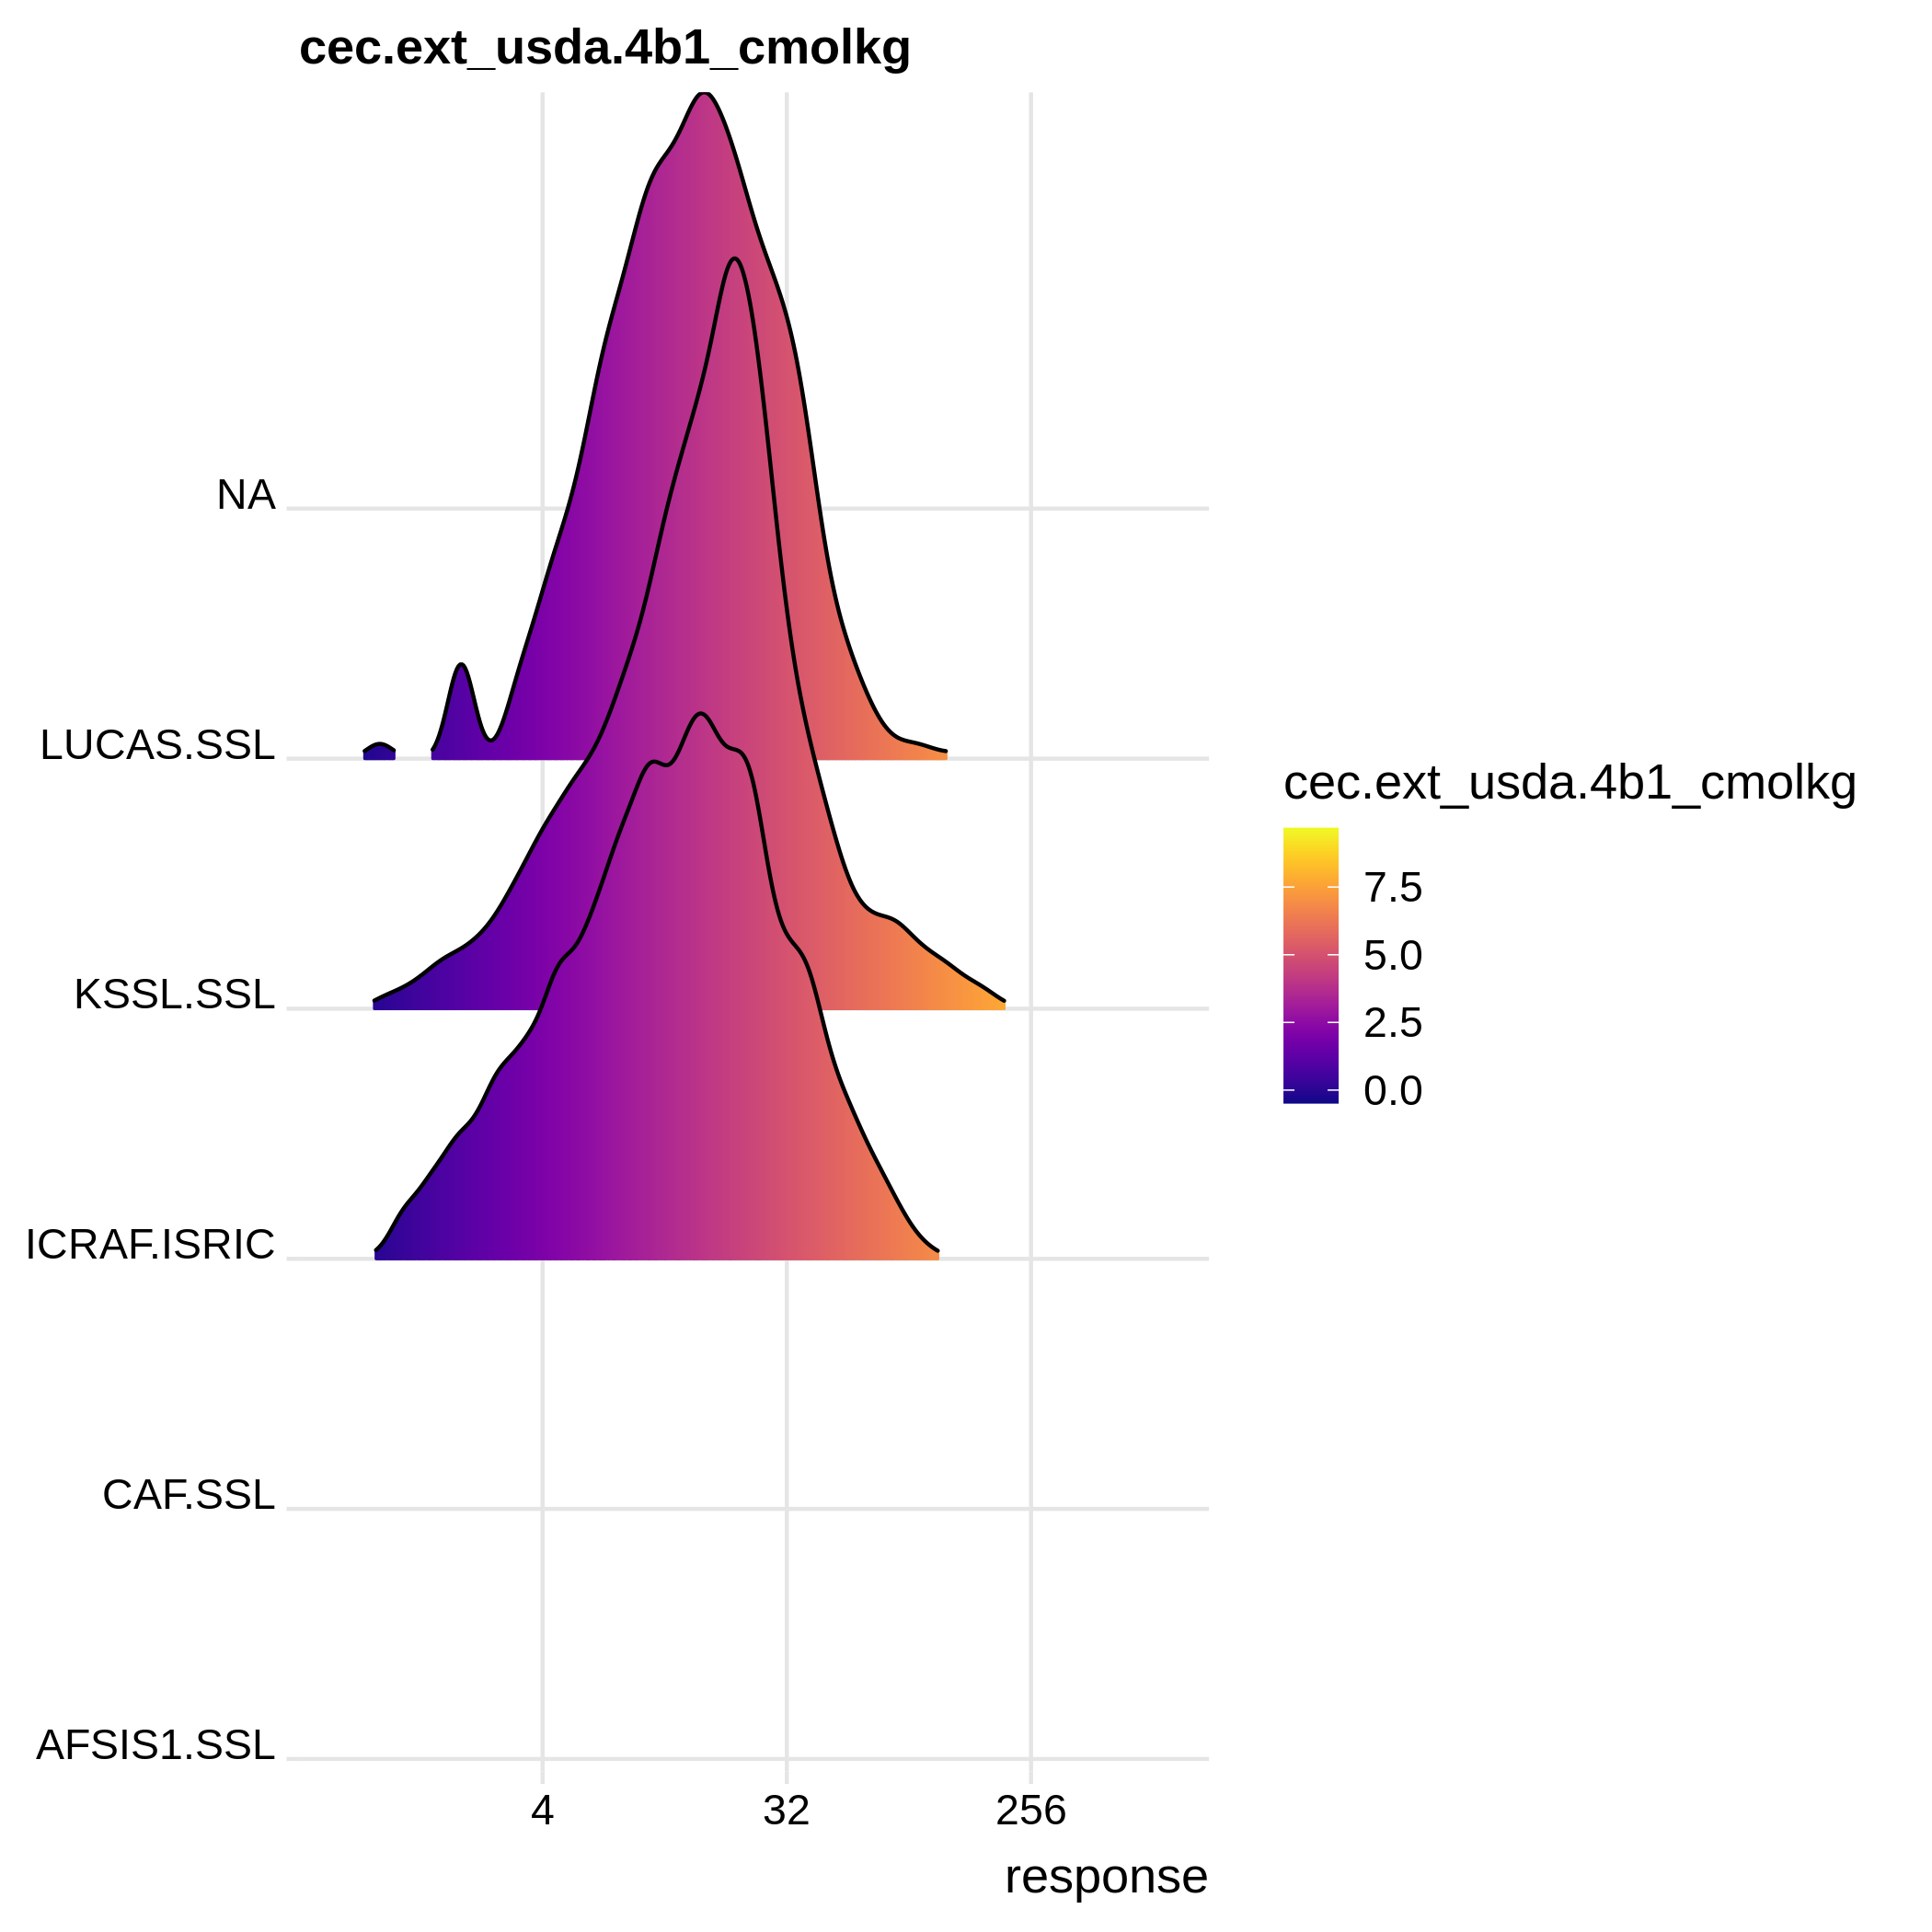 cec.ext_usda.4b1_cmolkg
NA
LUCAS.SSL
KSSL.SSL
ICRAF.ISRIC
CAF.SSL
AFSIS1.SSL
4 32 256
response
cec.ext_usda.4b1_cmolkg
7.5
5.0
2.5
0.0